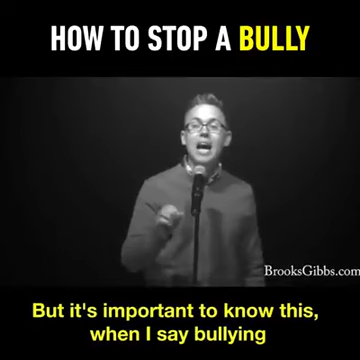 HOW TO STOP A BULLY
BrooksGibbs.com
But it's important to know this,
when I say bullying